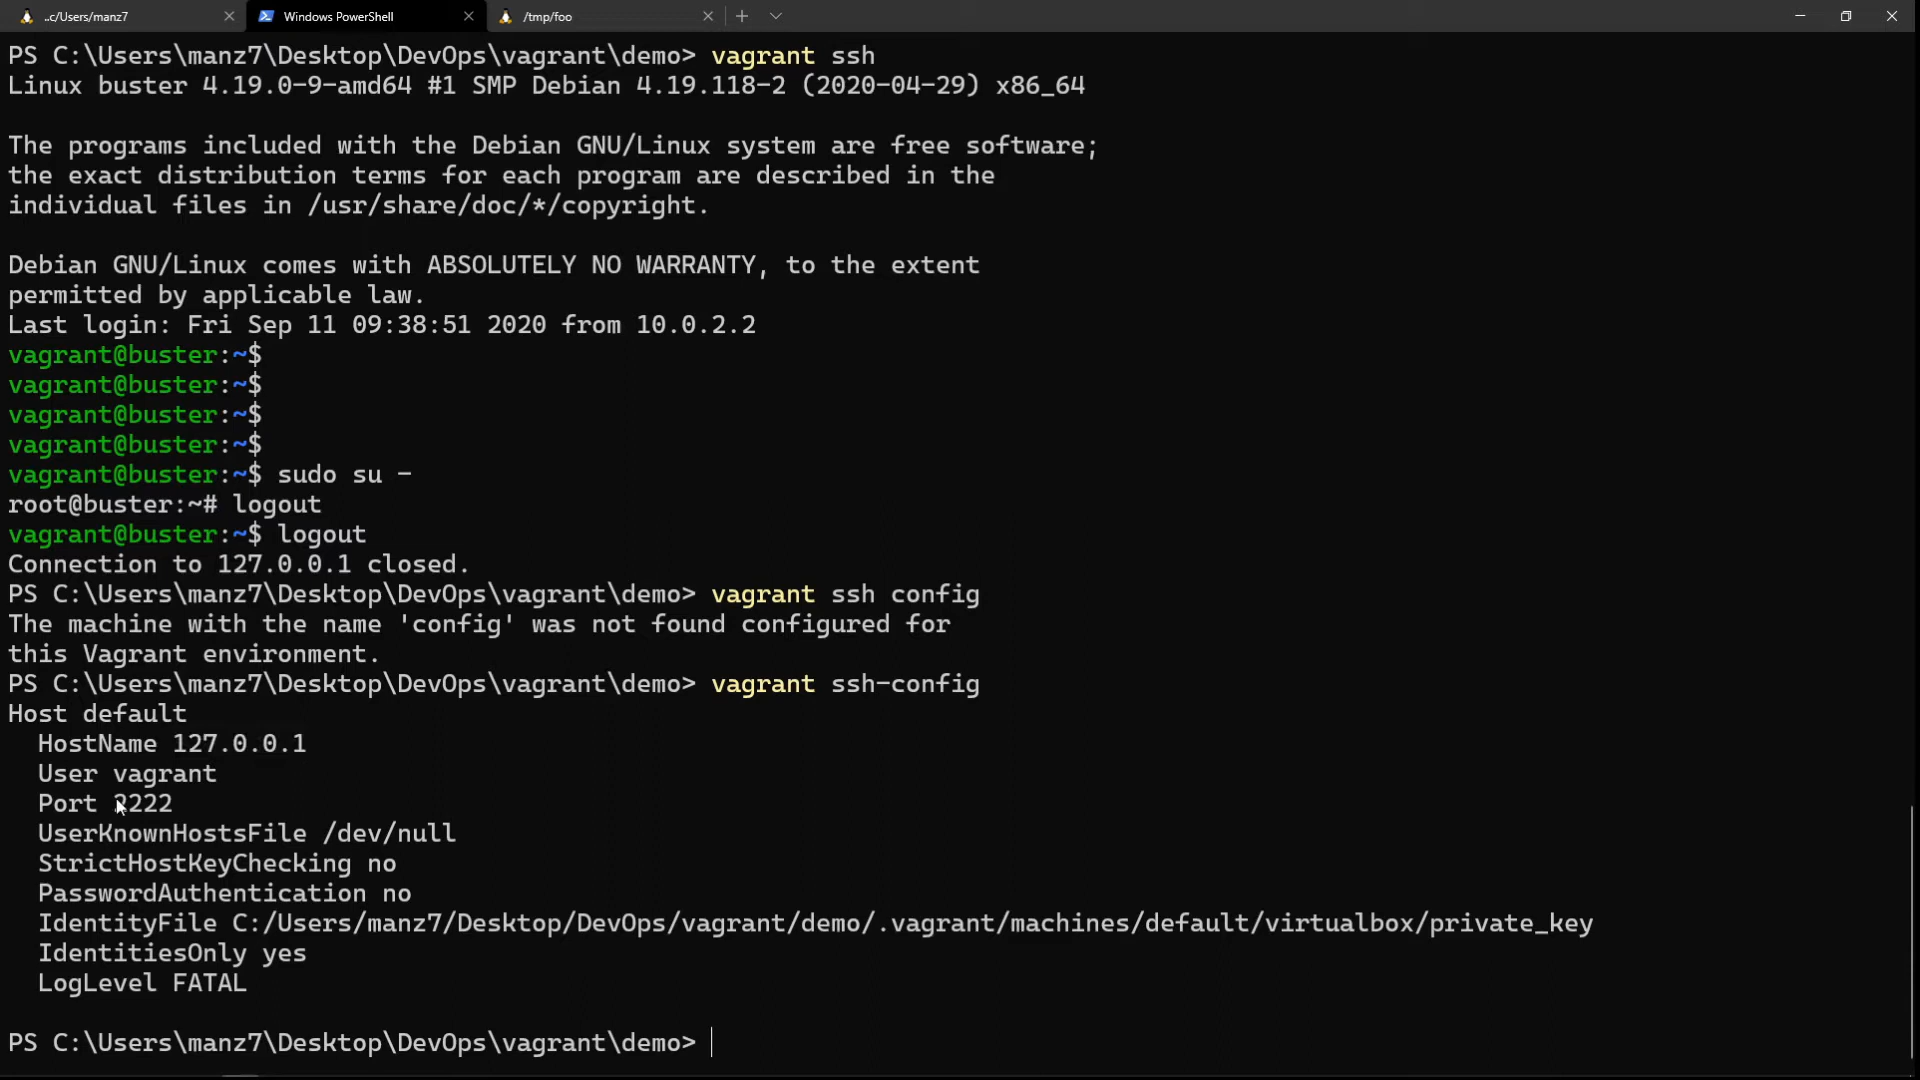 ..c/Users/manz7
Windows PowerShell
/tmp/foo
PS C:\Users\manz7\Desktop\DevOps\vagrant\demo> vagrant ssh
Linux buster 4.19.0-9-amd64 #1 SMP Debian 4.19.118-2 (2020-04-29) x86_64
The programs included with the Debian GNU/Linux system are free software;
the exact distribution terms for each program are described in the
individual files in /usr/share/doc/*/copyright.
Debian GNU/Linux comes with ABSOLUTELY NO WARRANTY, to the extent
permitted by applicable law.
Last login: Fri Sep 11 09:38:51 2020 from 10.0.2.2
vagrant@buster:~$
vagrant@buster:~$
vagrant@buster:~$
vagrant@buster:~$
vagrant@buster:~$ sudo su -
root@buster:~# logout
vagrant@buster:~$ logout
Connection to 127.0.0.1 closed.
PS C:\Users\manz7\Desktop\DevOps\vagrant\demo> vagrant ssh config
The machine with the name 'config' was not found configured for
this Vagrant environment.
PS C:\Users\manz7\Desktop\DevOps\vagrant\demo> vagrant ssh-config
Host default
HostName 127.0.0.1
User vagrant
Port 2222
UserKnownHostsFile /dev/null
StrictHostKeyChecking no
PasswordAuthentication no
IdentityFile C:/Users/manz7/Desktop/DevOps/vagrant/demo/.vagrant/machines/default/virtualbox/private_key
IdentitiesOnly yes
LogLevel FATAL
PS C:\Users\manz7\Desktop\DevOps\vagrant\demo>